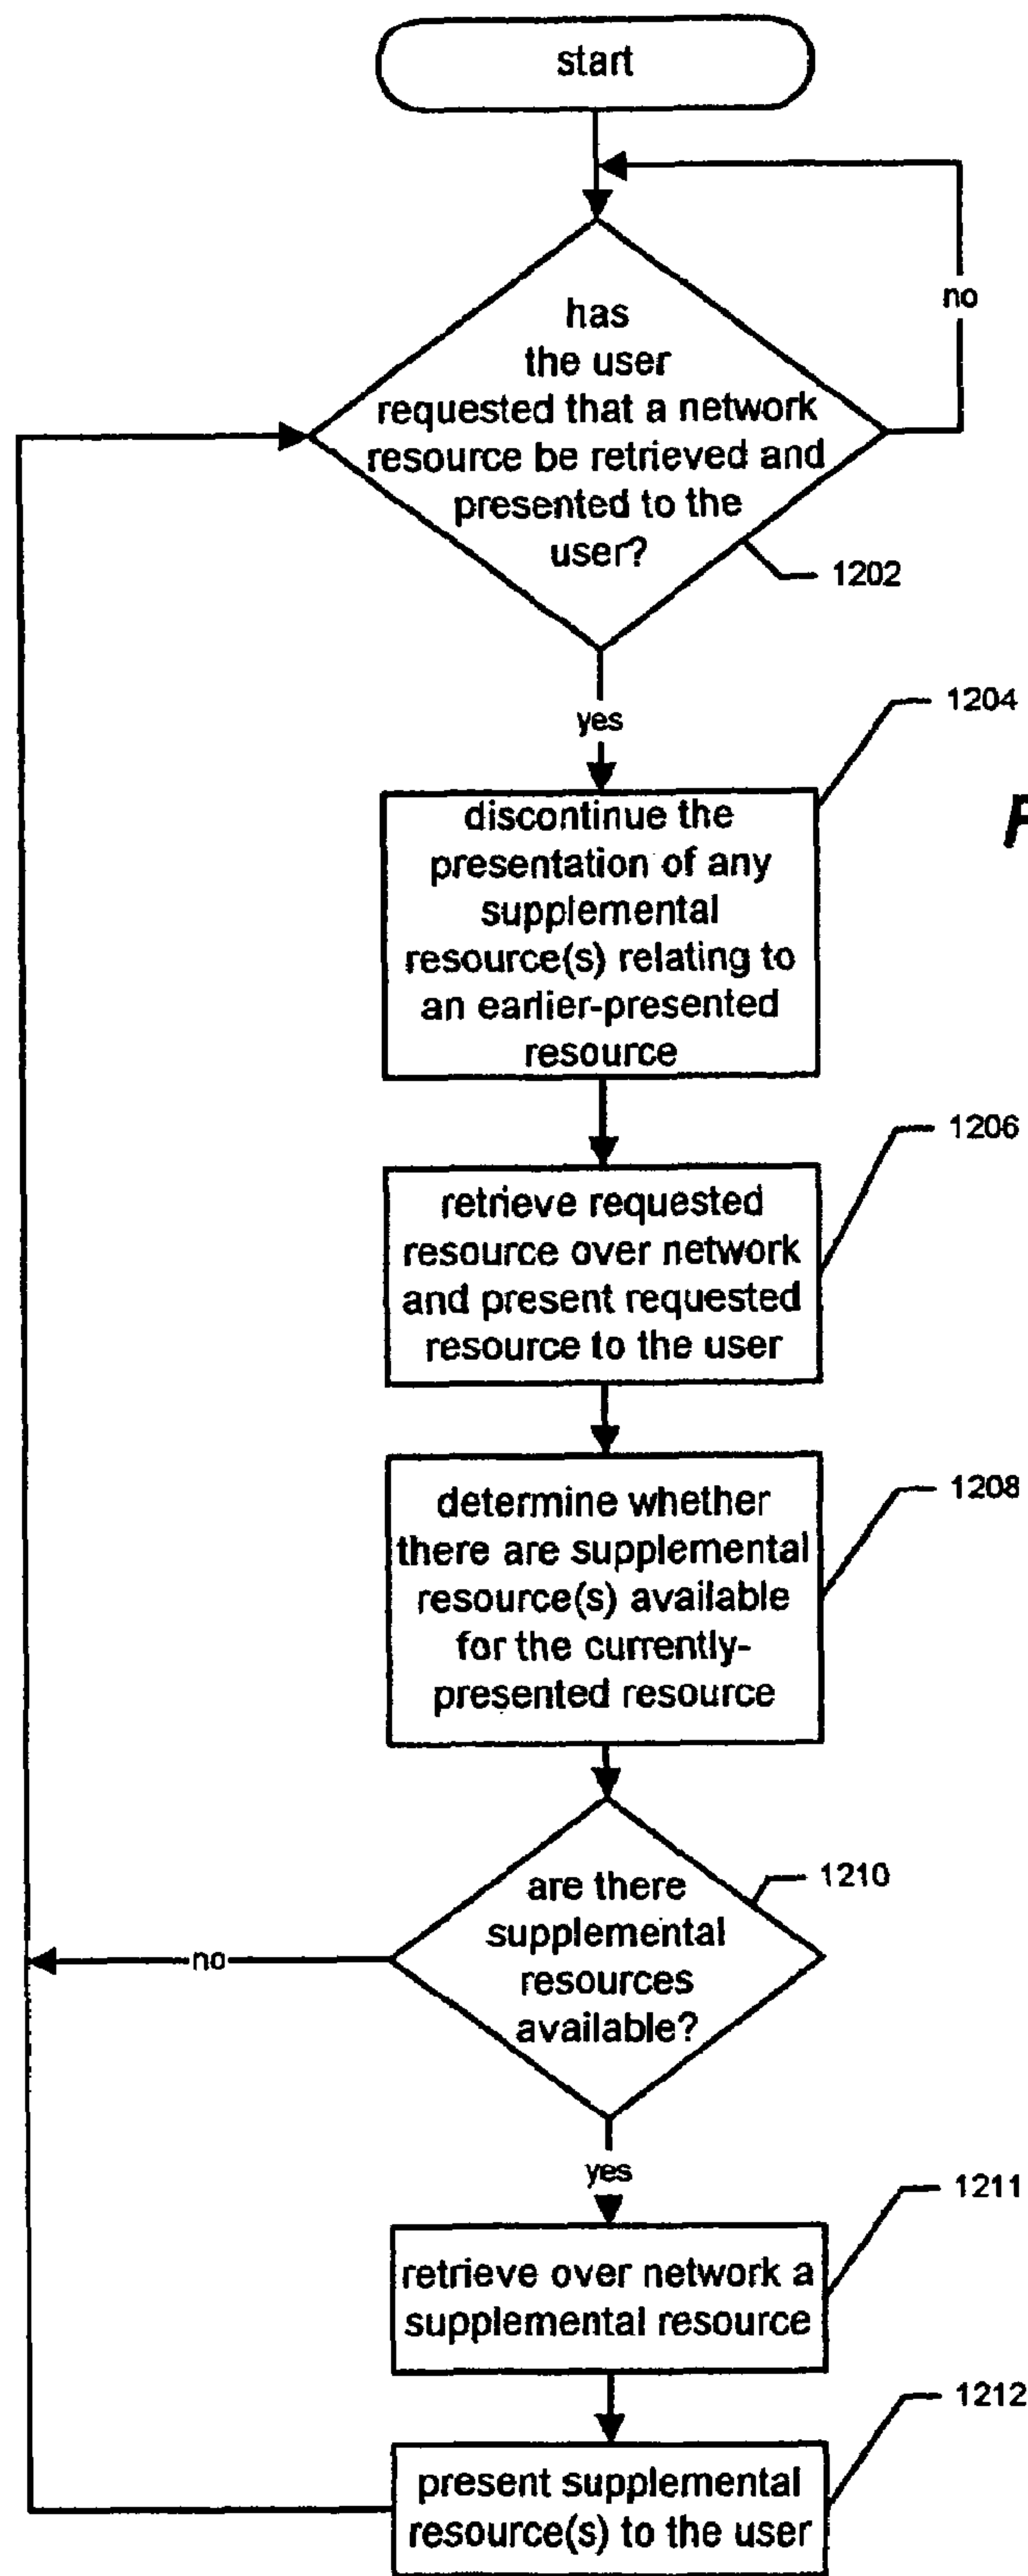 start
no
has
the user
requested that a network
resource be retrieved and
presented to the
user?
1202
yes
1204
discontinue the
presentation of any
supplemental
resource(s) relating to
an earlier-presented
resource
1206
retrieve requested
resource over network
and present requested
resource to the user
1208
determine whether
there are supplemental
resource(s) available
for the currently-
presented resource
1210
are there
supplemental
resources
available?
no
yes
1211
retrieve over network a
supplemental resource
1212
present supplemental
resource(s) to the user